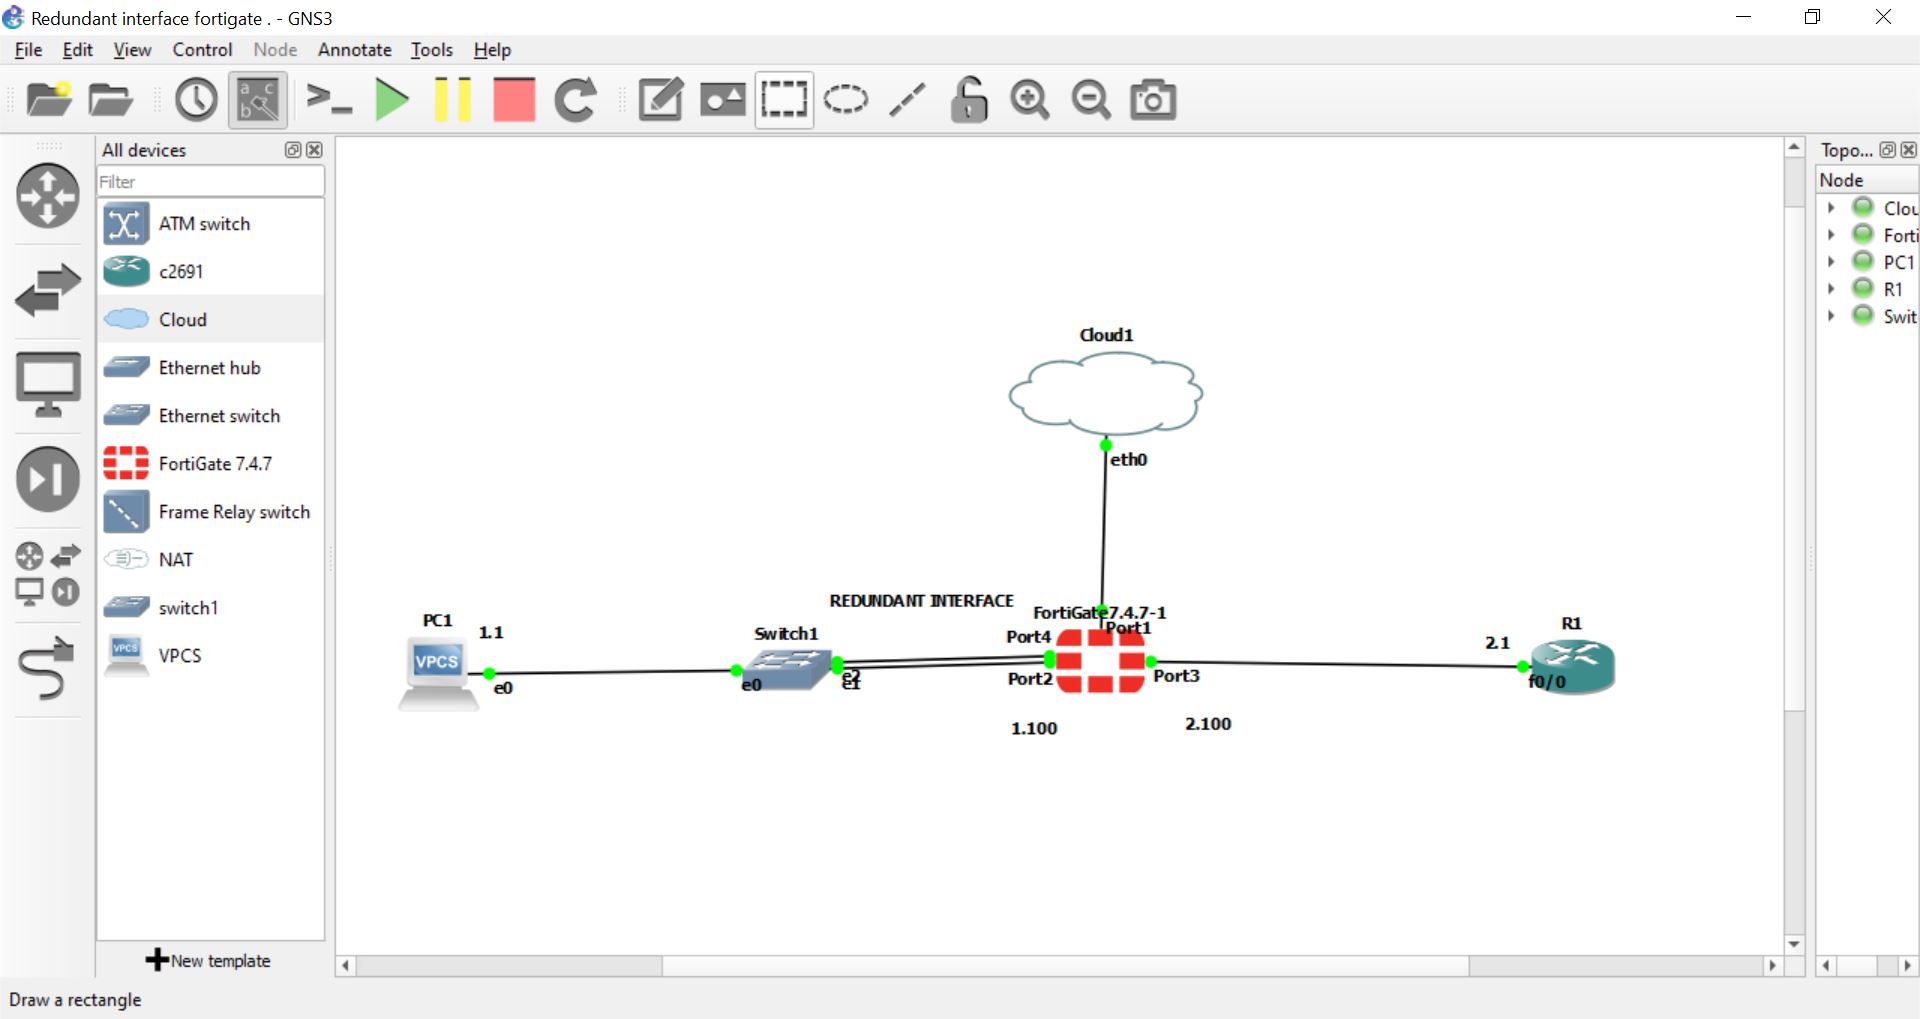 Redundant interface fortigate . - GNS3
File Edit View Control Node Annotate Tools Help
All devices
Filter
ATM switch
c2691
Cloud
Ethernet hub
Ethernet switch
FortiGate 7.4.7
Frame Relay switch
NAT
switch1
VPCS
New template
Cloud1
eth0
REDUNDANT INTERFACE
FortiGate7.4.7-1
Port1
Port4
Port2
Port3
PC1
1.1
VPCS
e0
Switch1
e0
e2
e1
1.100
2.100
R1
2.1
f0/0
Topo...
Node
Clou
Forti
PC1
R1
Swit
Draw a rectangle